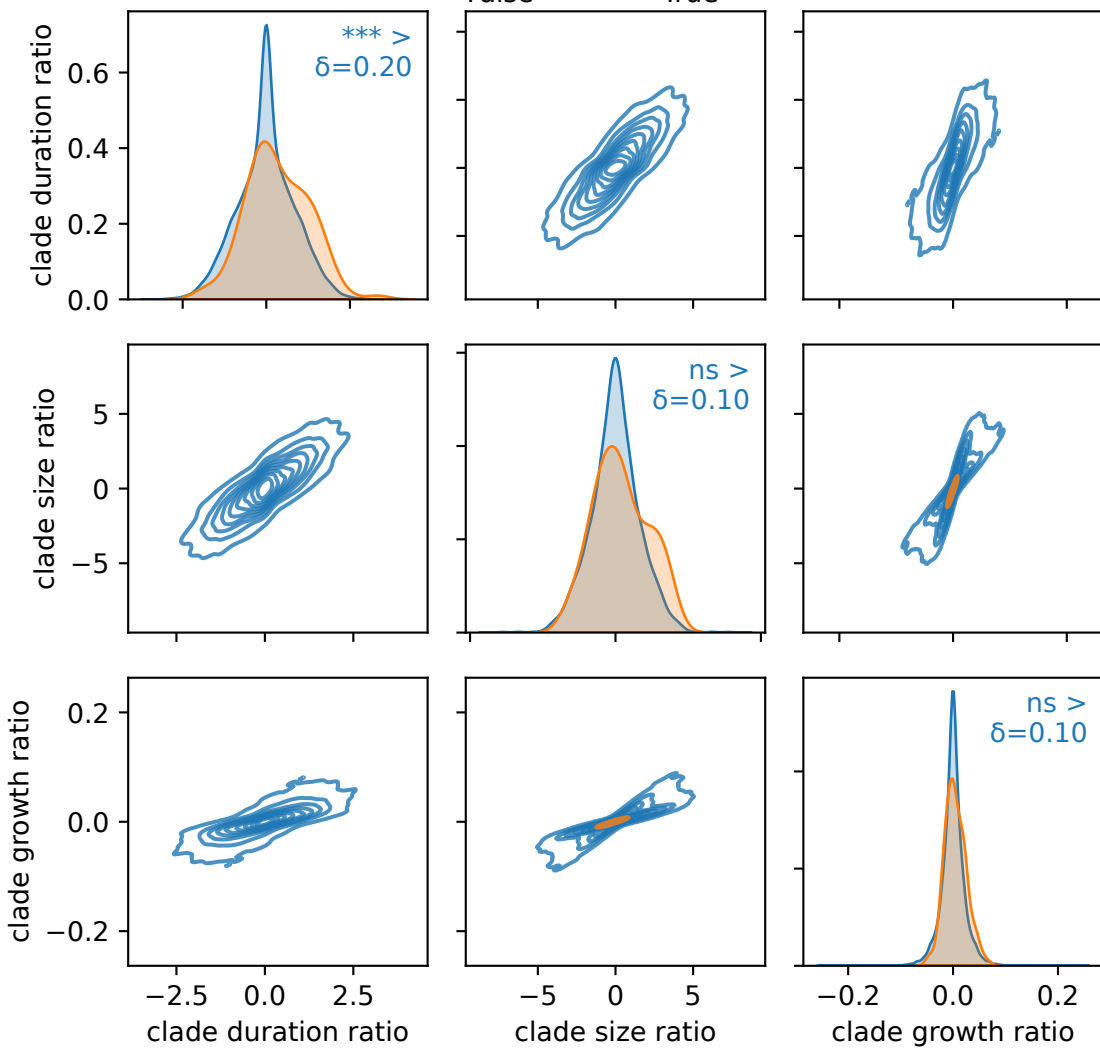 True
clade duration ratio
0.6
0.4
0.2
0.0
*** >
δ=0.20
clade size ratio
5
0
−5
ns >
δ=0.10
clade growth ratio
0.2
0.0
−0.2
ns >
δ=0.10
−2.5 0.0 2.5
−5 0 5
−0.2 0.0 0.2
clade duration ratio
clade size ratio
clade growth ratio